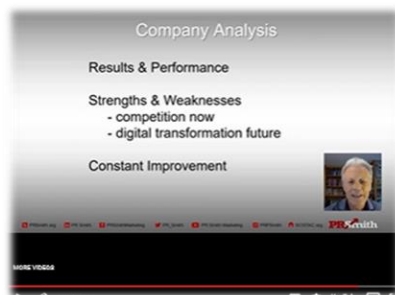 Company Analysis
Results & Performance
Strengths & Weaknesses
- competition now
- digital transformation future
Constant Improvement
PRSmith
MORE VIDEOS